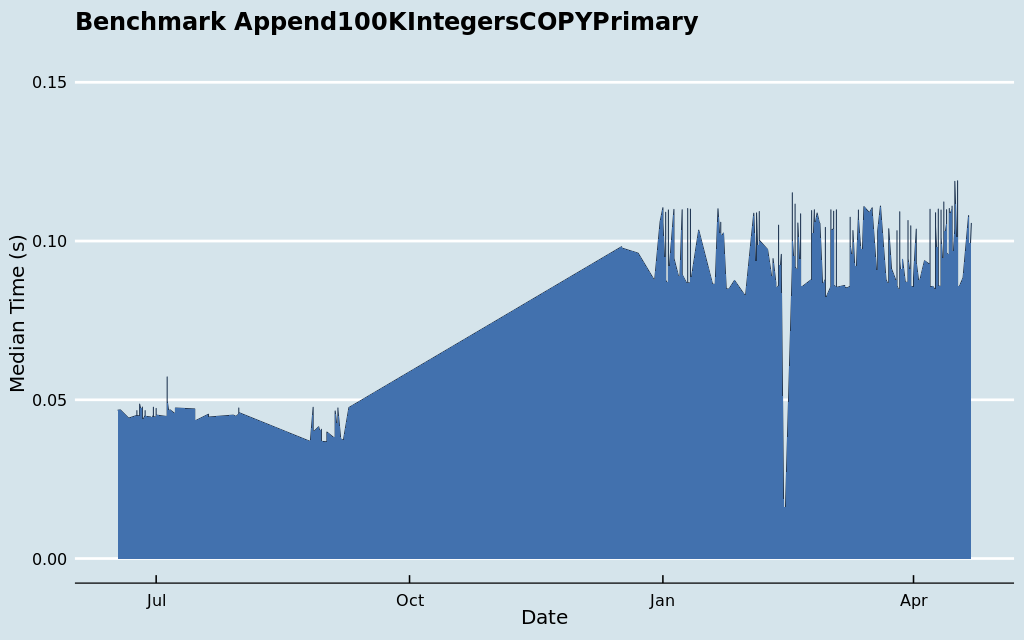 Benchmark Append100KIntegersCOPYPrimary
0.15
0.10
0.05
0.00
Median Time (s)
Jul Oct Jan Apr
Date